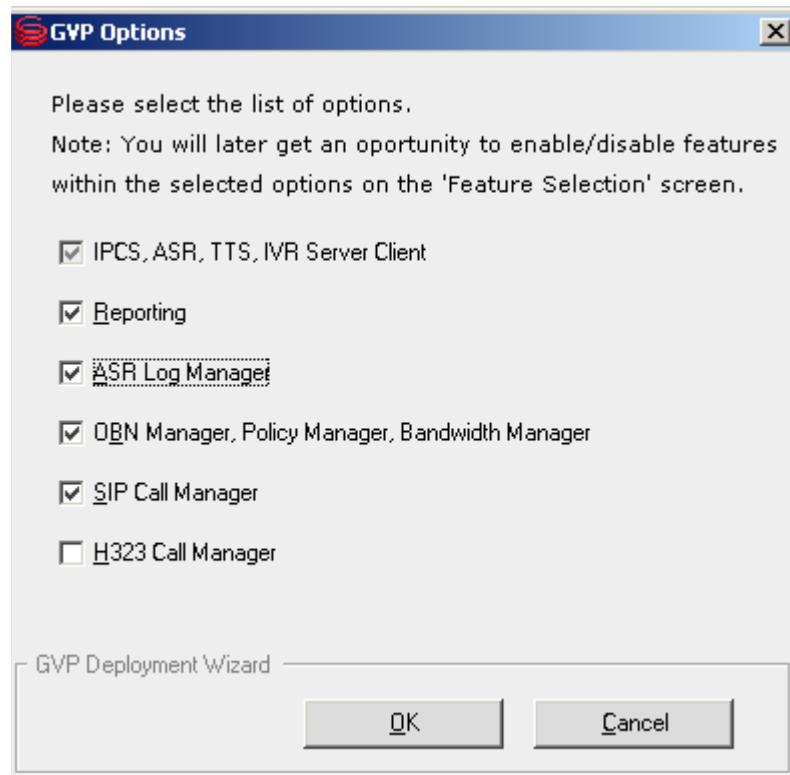 GVP Options
Please select the list of options.
Note: You will later get an oportunity to enable/disable features
within the selected options on the 'Feature Selection' screen.
IPCS, ASR, TTS, IVR Server Client
Reporting
ASR Log Manager
OBN Manager, Policy Manager, Bandwidth Manager
SIP Call Manager
H323 Call Manager
GVP Deployment Wizard
OK Cancel